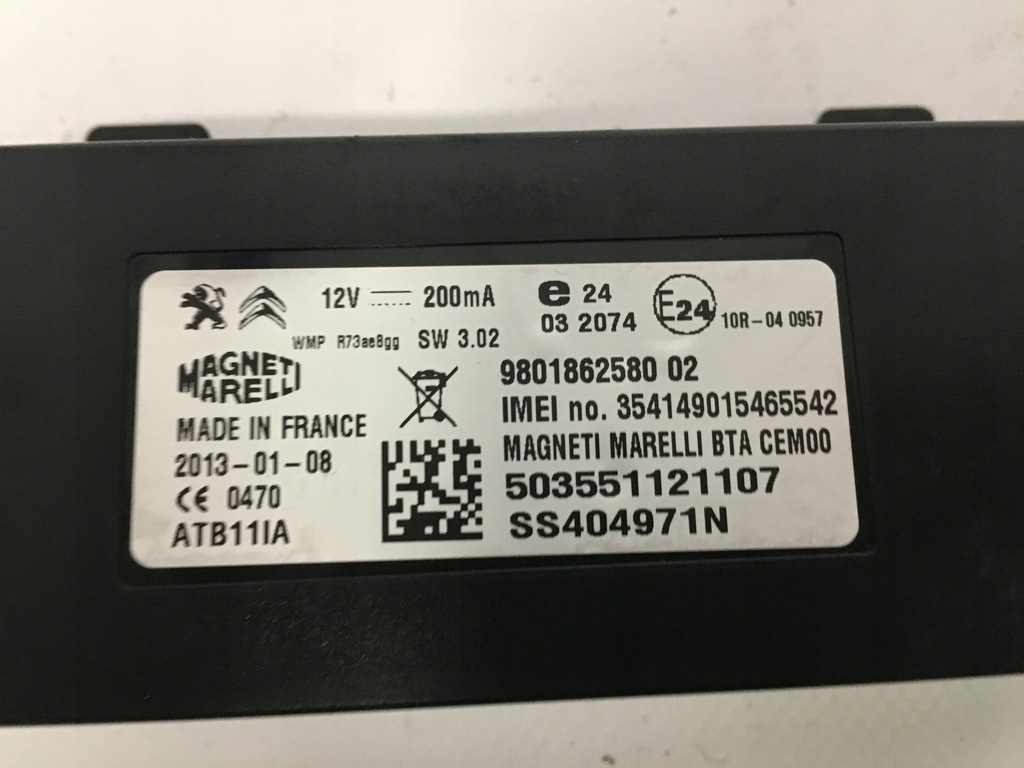 12V 200mA
e 24
03 2074
E24
10R-04 0957
WMP R73ae8gg SW 3.02
MAGNETI
MARELLI
MADE IN FRANCE
2013-01-08
CE 0470
ATB11IA
9801862580 02
IMEI no. 354149015465542
MAGNETI MARELLI BTA CEM00
503551121107
SS404971N